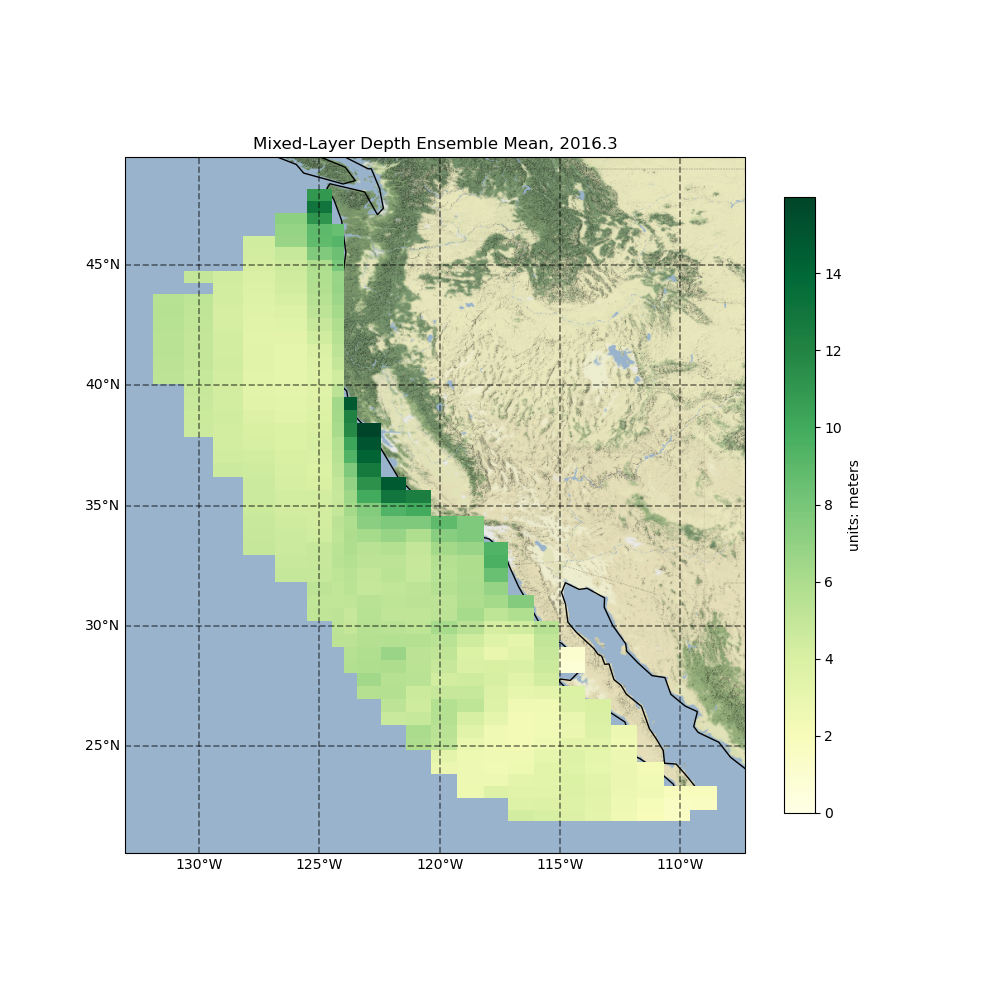 Mixed-Layer Depth Ensemble Mean, 2016.3
45°N
40°N
35°N
30°N
25°N
130°W
125°W
120°W
115°W
110°W
14
12
10
8
6
4
2
0
units: meters